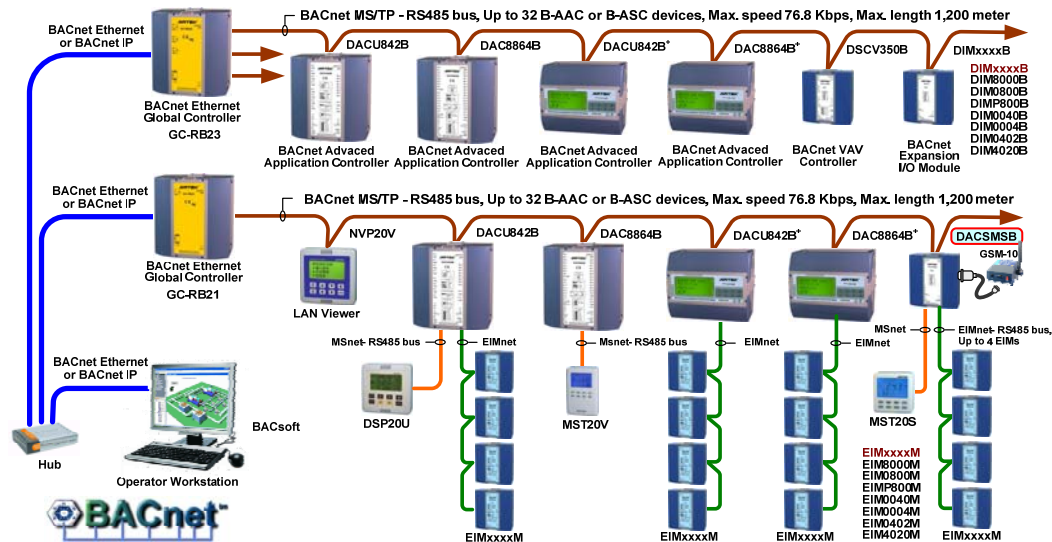 BACnet Ethernet
or BACnet IP
BACnet MS/TP - RS485 bus, Up to 32 B-AAC or B-ASC devices, Max. speed 76.8 Kbps, Max. length 1,200 meter
BACnet Ethernet
Global Controller
GC-RB23
DACU842B
BACnet Advaced
Application Controller
DAC8864B
BACnet Advaced
Application Controller
DACU842B+
BACnet Advaced
Application Controller
DAC8864B+
BACnet Advaced
Application Controller
DSCV350B
BACnet VAV
Controller
DIMxxxxB
BACnet
Expansion
I/O Module
DIMxxxxB
DIM8000B
DIM0800B
DIMP800B
DIM0040B
DIM0004B
DIM0402B
DIM4020B
BACnet Ethernet
or BACnet IP
BACnet MS/TP - RS485 bus, Up to 32 B-AAC or B-ASC devices, Max. speed 76.8 Kbps, Max. length 1,200 meter
BACnet Ethernet
Global Controller
GC-RB21
NVP20V
LAN Viewer
DACU842B
DAC8864B
DACU842B+
DAC8864B+
DACSMSB
GSM-10
MSnet- RS485 bus
EIMnet
Msnet- RS485 bus
EIMnet
EIMnet
MSnet
EIMnet- RS485 bus,
Up to 4 EIMs
BACnet Ethernet
or BACnet IP
BACsoft
Hub
Operator Workstation
DSP20U
MST20V
MST20S
EIMxxxxM
EIM8000M
EIM0800M
EIMP800M
EIM0040M
EIM0004M
EIM0402M
EIM4020M
EIMxxxxM
EIMxxxxM
EIMxxxxM
EIMxxxxM
BACnet™